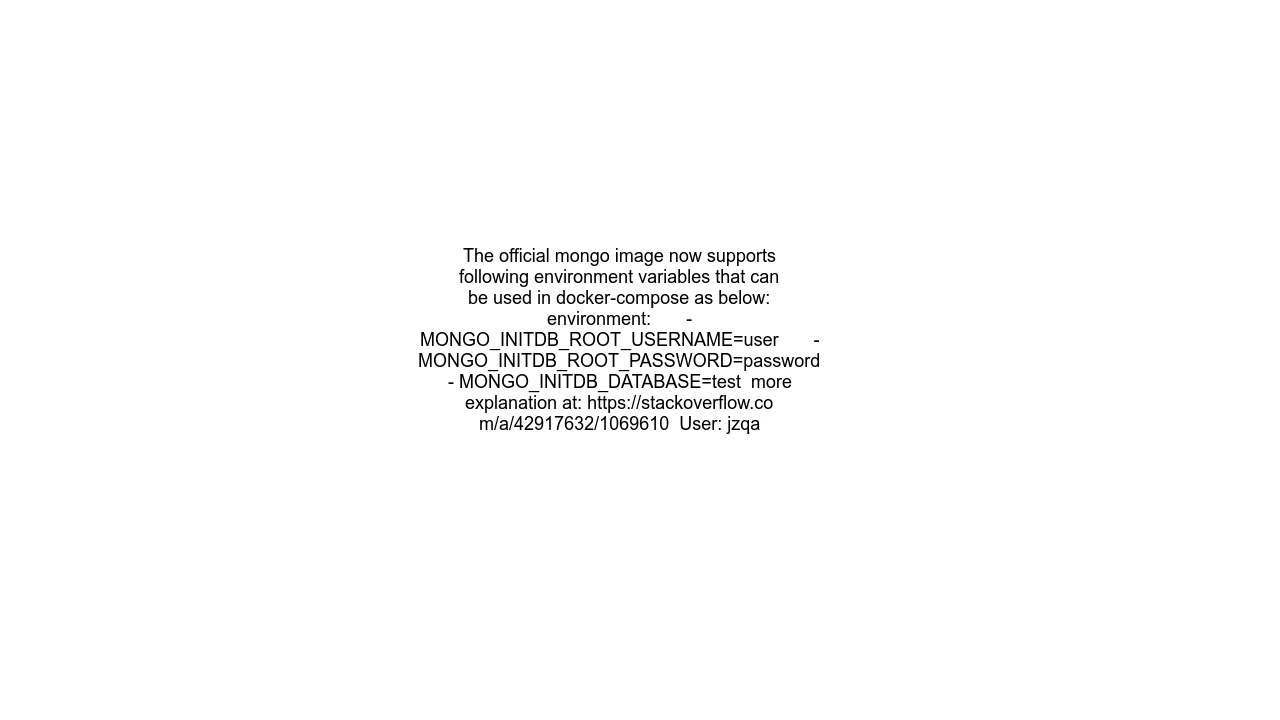 The official mongo image now supports
following environment variables that can
be used in docker-compose as below:
environment:       -
MONGO_INITDB_ROOT_USERNAME=user       -
MONGO_INITDB_ROOT_PASSWORD=password
- MONGO_INITDB_DATABASE=test  more
explanation at: https://stackoverflow.co
m/a/42917632/1069610  User: jzqa